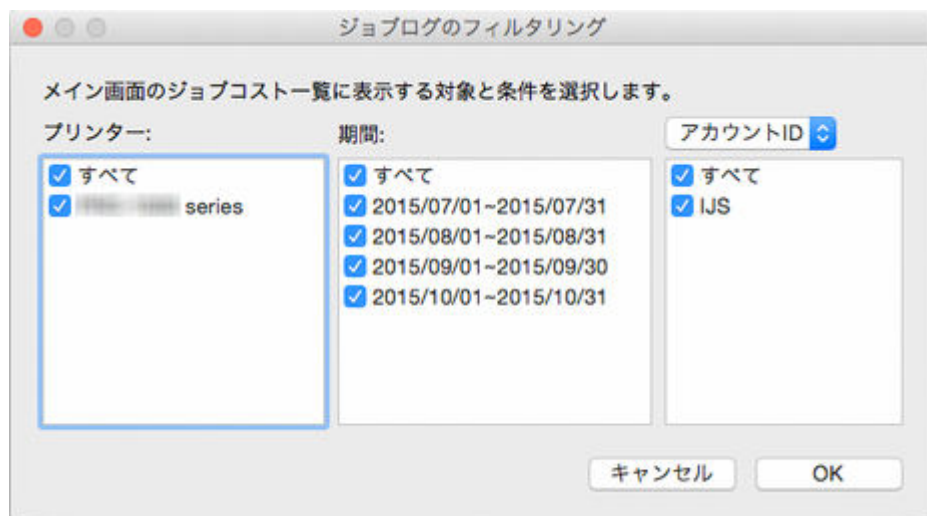 ジョブログのフィルタリング
メイン画面のジョブコスト一覧に表示する対象と条件を選択します。
プリンター:
すべて
series
期間:
すべて
2015/07/01~2015/07/31
2015/08/01~2015/08/31
2015/09/01~2015/09/30
2015/10/01~2015/10/31
アカウントID
すべて
IJS
キャンセル
OK